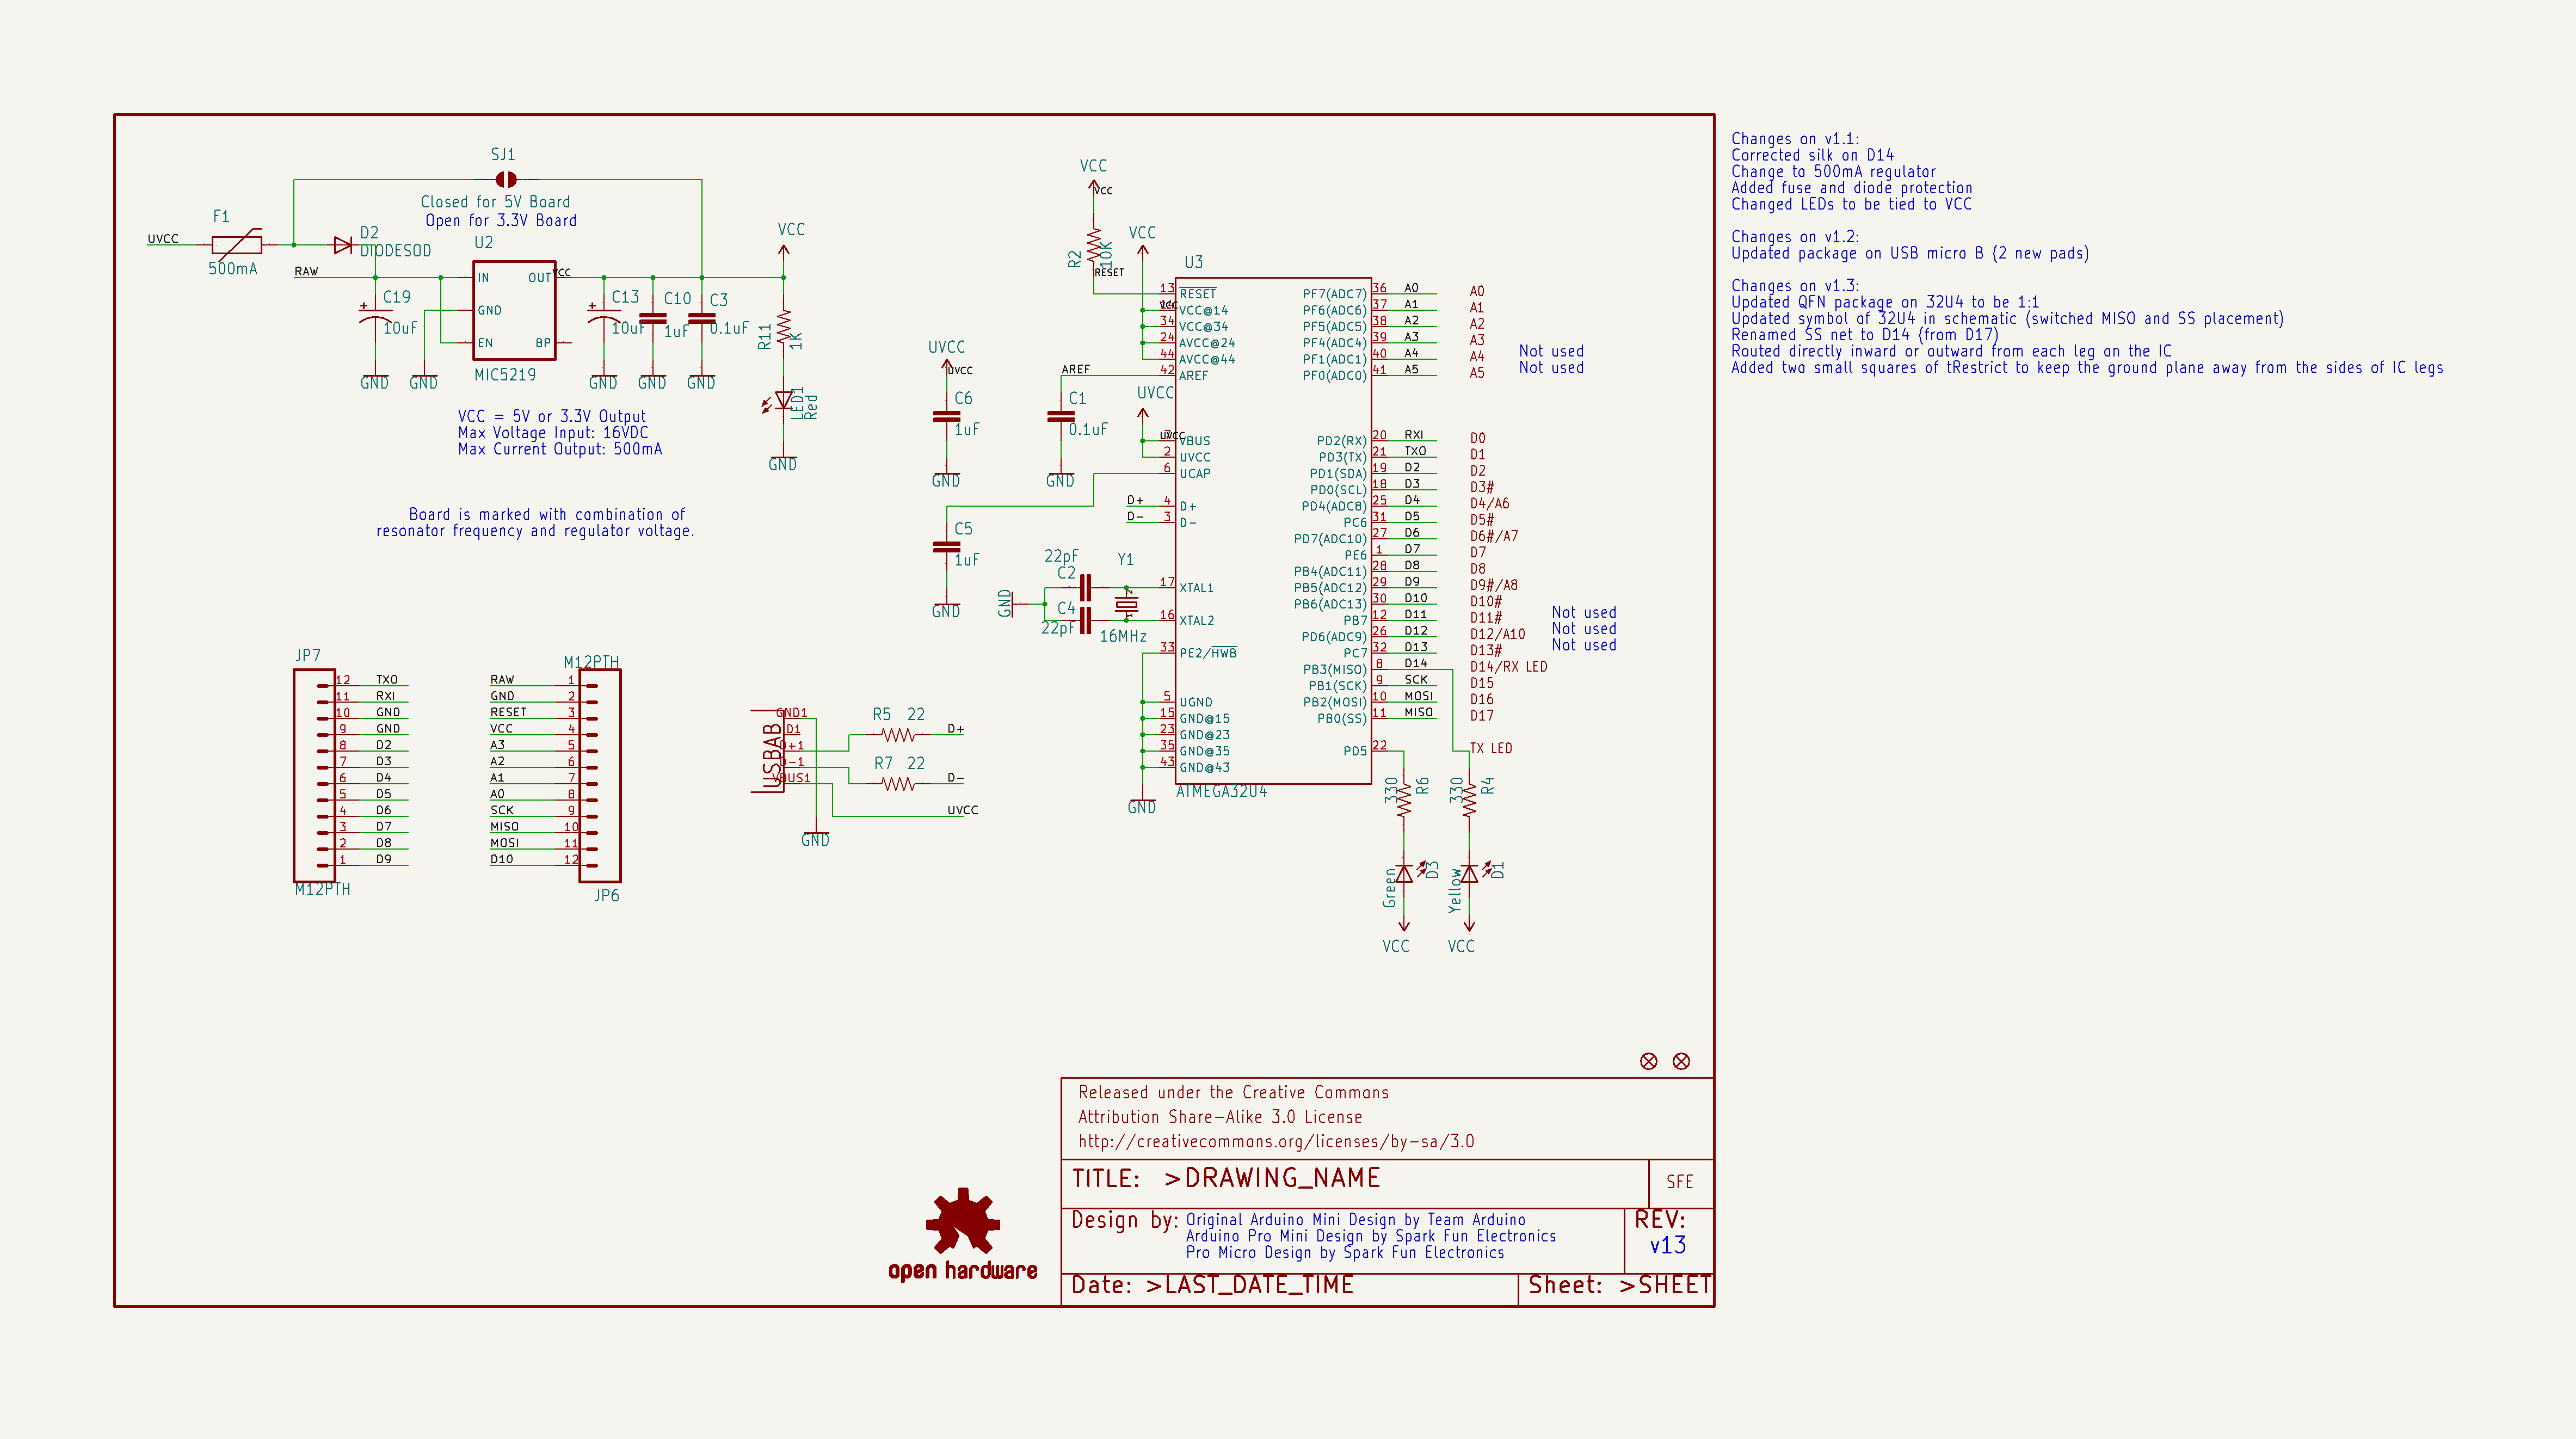 SJ1
Closed for 5V Board
Open for 3.3V Board
F1
500mA
UVCC
D2
DIODESOD
RAW
U2
IN
OUT
GND
EN
BP
MIC5219
VCC
C19
10uF
C13
10uF
C10
1uF
C3
0.1uF
VCC
R11
1K
LED1
Red
GND
GND
GND
GND
GND
GND
VCC = 5V or 3.3V Output
Max Voltage Input: 16VDC
Max Current Output: 500mA
Board is marked with combination of
resonator frequency and regulator voltage.
VCC
VCC
R2
10K
RESET
VCC
UVCC
UVCC
C6
1uF
GND
AREF
C1
0.1uF
GND
UVCC
UVCC
C5
1uF
GND
D+
D-
22pF
C2
C4
22pF
GND
Y1
16MHz
GND
U3
13 RESET
VCC@14
34 VCC@34
24 AVCC@24
44 AVCC@44
42 AREF
VBUS
2 UVCC
6 UCAP
4 D+
3 D-
17 XTAL1
16 XTAL2
33 PE2/HWB
5 UGND
15 GND@15
23 GND@23
35 GND@35
43 GND@43
ATMEGA32U4
PF7(ADC7) 36 A0 A0
PF6(ADC6) 37 A1 A1
PF5(ADC5) 38 A2 A2
PF4(ADC4) 39 A3 A3
PF1(ADC1) 40 A4 A4 Not used
PF0(ADC0) 41 A5 A5 Not used
PD2(RX) 20 RXI D0
PD3(TX) 21 TXO D1
PD1(SDA) 19 D2 D2
PD0(SCL) 18 D3 D3#
PD4(ADC8) 25 D4 D4/A6
PC6 31 D5 D5#
PD7(ADC10) 27 D6 D6#/A7
PE6 1 D7 D7
PB4(ADC11) 28 D8 D8
PB5(ADC12) 29 D9 D9#/A8
PB6(ADC13) 30 D10 D10#
PB7 12 D11 D11# Not used
PD6(ADC9) 26 D12 D12/A10 Not used
PC7 32 D13 D13# Not used
PB3(MISO) 8 D14 D14/RX LED
PB1(SCK) 9 SCK D15
PB2(MOSI) 10 MOSI D16
PB0(SS) 11 MISO D17
PD5 22
TX LED
330
R6
330
R4
Green
D3
Yellow
D1
VCC
VCC
JP7
12 TXO
11 RXI
10 GND
9 GND
8 D2
7 D3
6 D4
5 D5
4 D6
3 D7
2 D8
1 D9
M12PTH
M12PTH
RAW 1
GND 2
RESET 3
VCC 4
A3 5
A2 6
A1 7
A0 8
SCK 9
MISO 10
MOSI 11
D10 12
JP6
USBAB
GND1
D1
D+1
D-1
VBUS1
R5 22
D+
R7 22
D-
UVCC
GND
Changes on v1.1:
Corrected silk on D14
Change to 500mA regulator
Added fuse and diode protection
Changed LEDs to be tied to VCC
Changes on v1.2:
Updated package on USB micro B (2 new pads)
Changes on v1.3:
Updated QFN package on 32U4 to be 1:1
Updated symbol of 32U4 in schematic (switched MISO and SS placement)
Renamed SS net to D14 (from D17)
Routed directly inward or outward from each leg on the IC
Added two small squares of tRestrict to keep the ground plane away from the sides of IC legs
Released under the Creative Commons
Attribution Share-Alike 3.0 License
http://creativecommons.org/licenses/by-sa/3.0
TITLE: >DRAWING_NAME
SFE
Design by: Original Arduino Mini Design by Team Arduino
Arduino Pro Mini Design by Spark Fun Electronics
Pro Micro Design by Spark Fun Electronics
REV:
v13
Date: >LAST_DATE_TIME
Sheet: >SHEET
open hardware